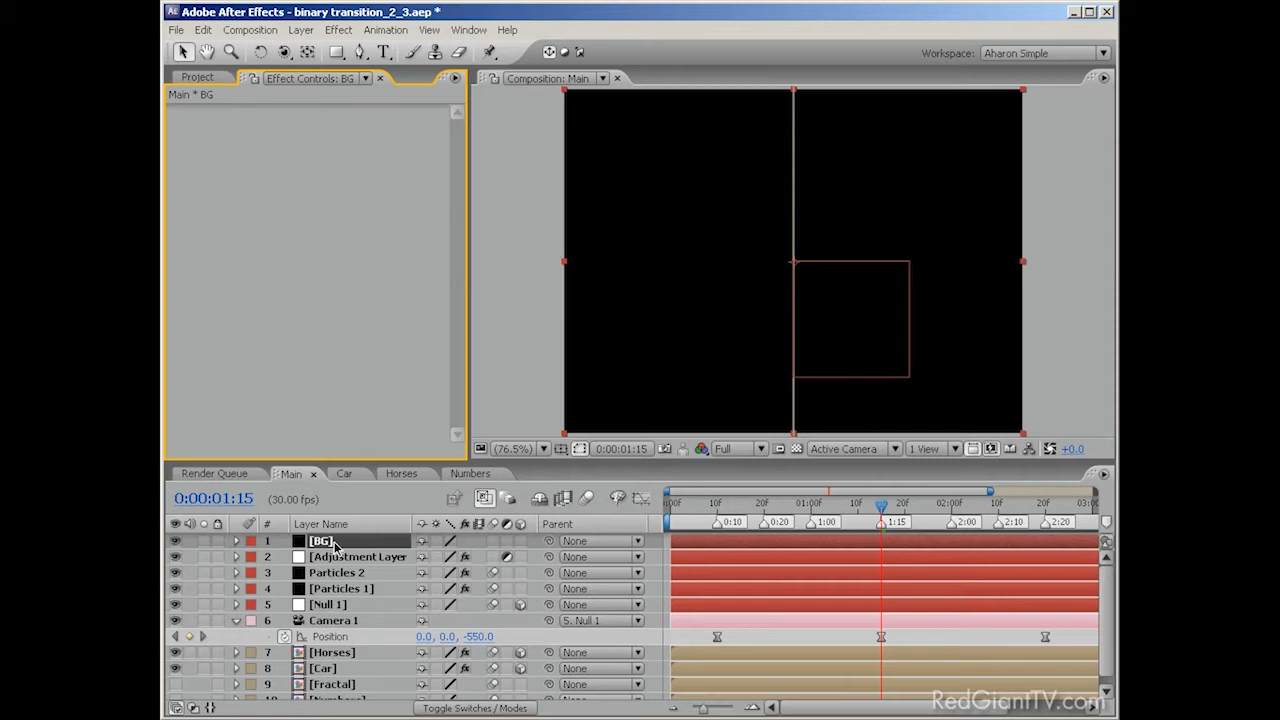 Adobe After Effects - binary transition_2_3.aep *
File Edit Composition Layer Effect Animation View Window Help
Workspace: Aharon Simple
Project Effect Controls: BG Composition: Main
Main * BG
(76.5%) 0:00:01:15 Full Active Camera 1 View +0.0
Render Queue Main Car Horses Numbers
0:00:01:15 (30.00 fps) :00f 10f 20f 01:00f 10f 20f 02:00f 10f 20f 03:00
# Layer Name Parent 0:10 0:20 1:00 1:15 2:00 2:10 2:20
1 [BG] None
2 [Adjustment Layer None
3 Particles 2 None
4 [Particles 1] None
5 [Null 1] None
6 Camera 1 5. Null 1
Position 0.0, 0.0, -550.0
7 [Horses] None
8 [Car] None
9 [Fractal] None
10 [Numbers] None
Toggle Switches / Modes
RedGiantTV.com